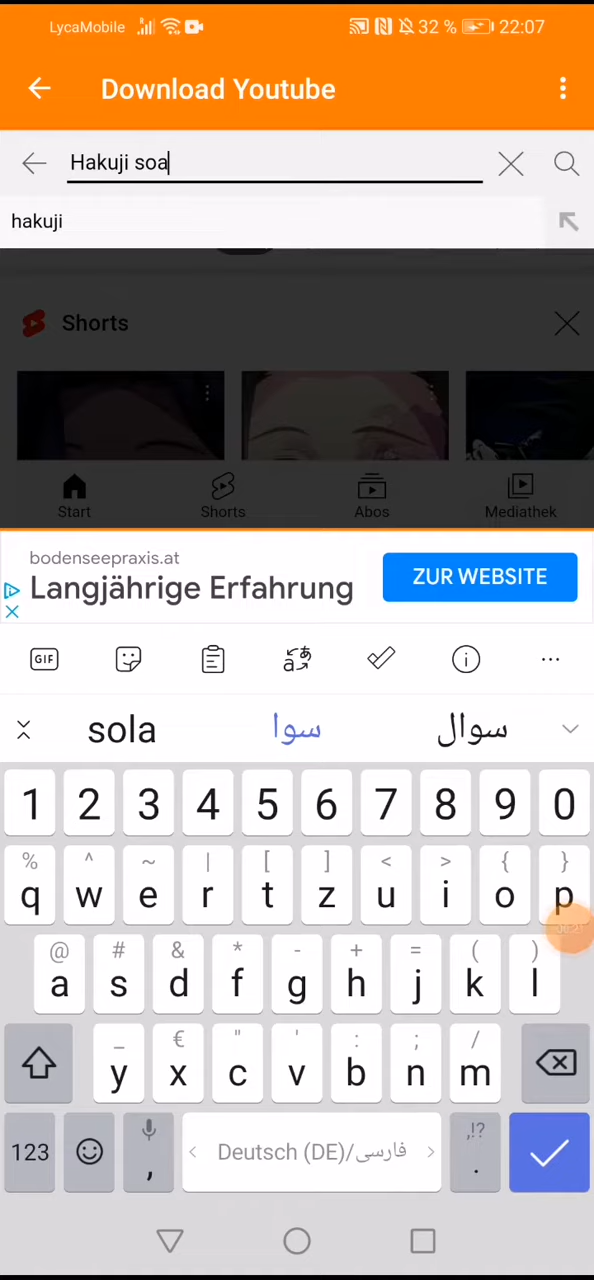 LycaMobile 32 % 22:07
Download Youtube
Hakuji soa
hakuji
Shorts
Start Shorts Abos Mediathek
bodenseepraxis.at
Langjährige Erfahrung
ZUR WEBSITE
GIF
sola سوا سوال
1 2 3 4 5 6 7 8 9 0
% ^ ~ | [ ] < > { }
q w e r t z u i o p
00:21
@ # & * - + = ( )
a s d f g h j k l
_ € " ' : ; /
y x c v b n m
123 , Deutsch (DE)/فارسی ,!? .